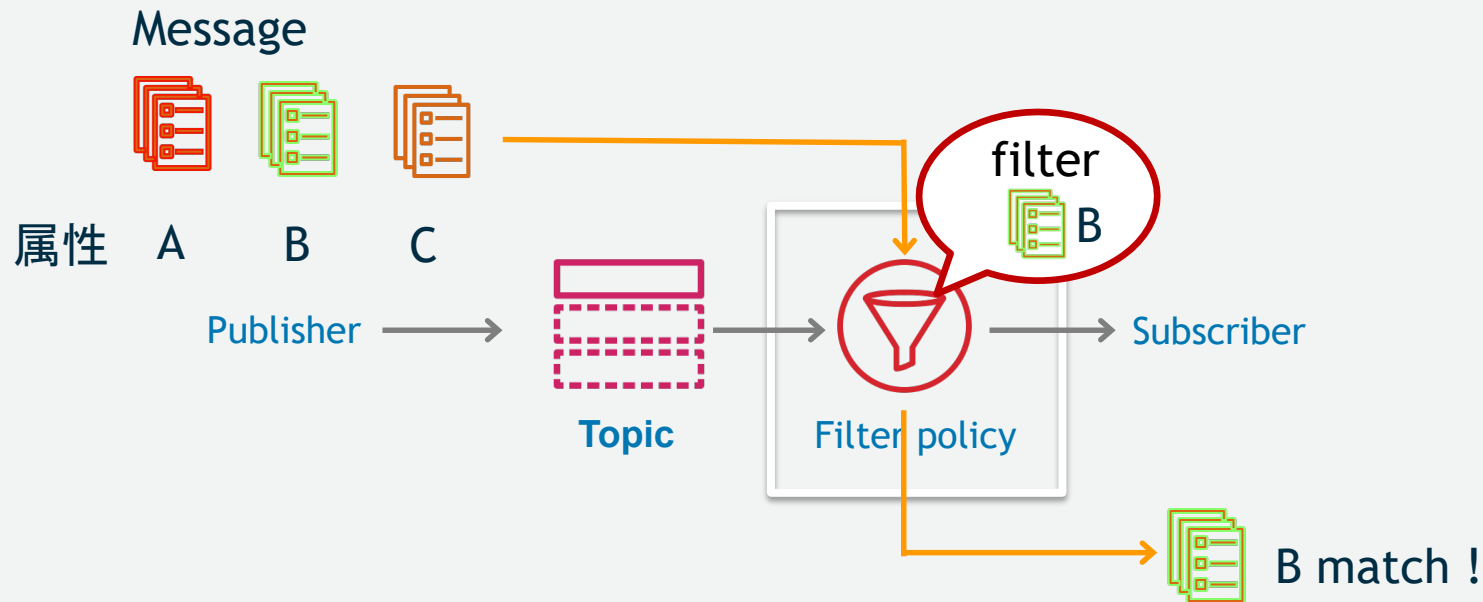 Message
filter
B
属性 A B C
Publisher
Subscriber
Topic
Filter policy
B match !